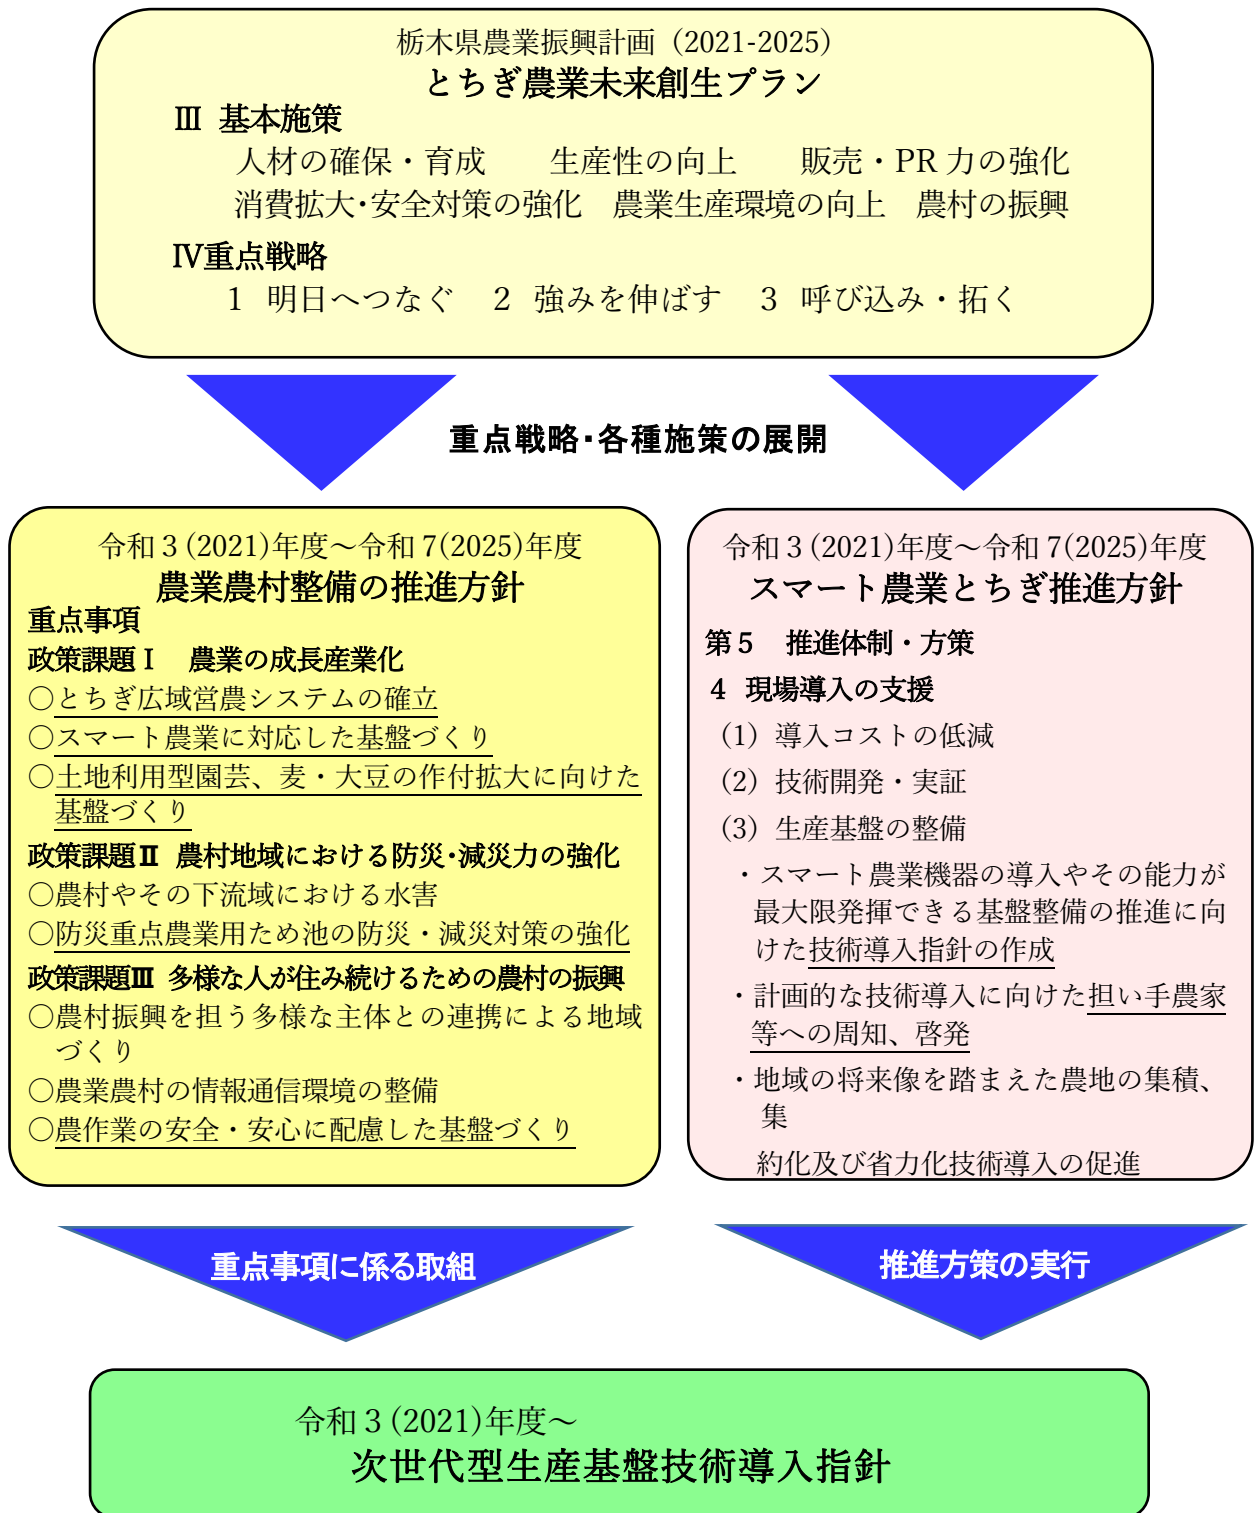 栃木県農業振興計画（2021-2025）
とちぎ農業未来創生プラン
Ⅲ 基本施策
人材の確保・育成　　生産性の向上　　販売・PR 力の強化
消費拡大･安全対策の強化　農業生産環境の向上　農村の振興
Ⅳ重点戦略
1 明日へつなぐ　2 強みを伸ばす　3 呼び込み・拓く
重点戦略･各種施策の展開
令和３(2021)年度～令和 7(2025)年度
農業農村整備の推進方針
重点事項
政策課題Ⅰ　農業の成長産業化
○とちぎ広域営農システムの確立
○スマート農業に対応した基盤づくり
○土地利用型園芸、麦・大豆の作付拡大に向けた
基盤づくり
政策課題Ⅱ 農村地域における防災･減災力の強化
○農村やその下流域における水害
○防災重点農業用ため池の防災・減災対策の強化
政策課題Ⅲ 多様な人が住み続けるための農村の振興
○農村振興を担う多様な主体との連携による地域
づくり
○農業農村の情報通信環境の整備
○農作業の安全・安心に配慮した基盤づくり
令和３(2021)年度～令和 7(2025)年度
スマート農業とちぎ推進方針
第５　推進体制・方策
４ 現場導入の支援
（1）導入コストの低減
（2）技術開発・実証
（3）生産基盤の整備
・スマート農業機器の導入やその能力が
最大限発揮できる基盤整備の推進に向
けた技術導入指針の作成
・計画的な技術導入に向けた担い手農家
等への周知、啓発
・地域の将来像を踏まえた農地の集積、
集
約化及び省力化技術導入の促進
重点事項に係る取組
推進方策の実行
令和３(2021)年度～
次世代型生産基盤技術導入指針